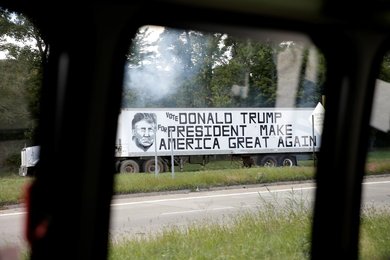 VOTE DONALD TRUMP
FOR PRESIDENT MAKE
AMERICA GREAT AGAIN